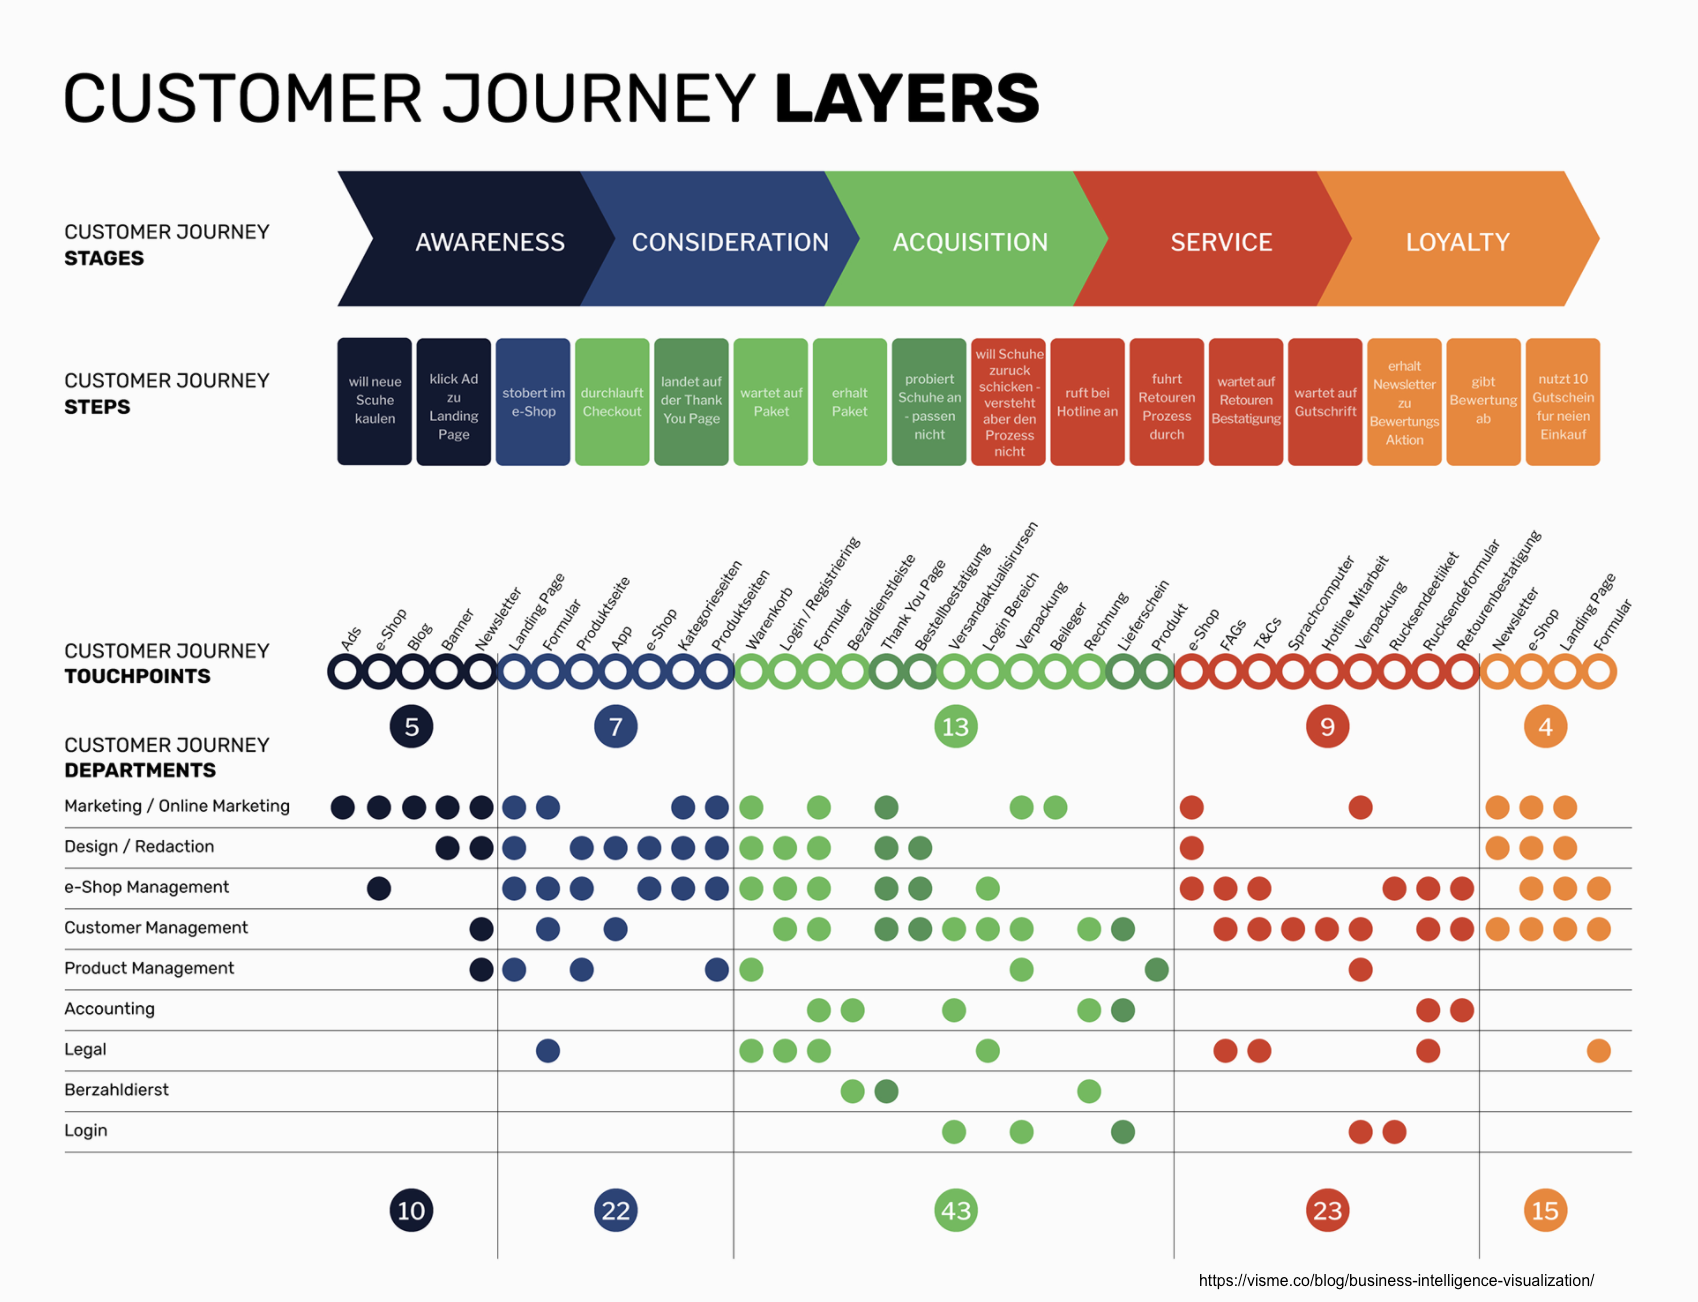 CUSTOMER JOURNEY LAYERS
CUSTOMER JOURNEY
STAGES
AWARENESS
CONSIDERATION
ACQUISITION
SERVICE
LOYALTY
CUSTOMER JOURNEY
STEPS
will neue
Scuhe
kaulen
klick Ad
zu
Landing
Page
stobert im
e-Shop
durchlauft
Checkout
landet auf
der Thank
You Page
wartet auf
Paket
erhalt
Paket
probiert
Schuhe an
- passen
nicht
will Schuhe
zuruck
schicken -
versteht
aber den
Prozess
nicht
ruft bei
Hotline an
fuhrt
Retouren
Prozess
durch
wartet auf
Retouren
Bestatigung
wartet auf
Gutschrift
erhalt
Newsletter
zu
Bewertungs
Aktion
gibt
Bewertung
ab
nutzt 10
Gutschein
fur neien
Einkauf
CUSTOMER JOURNEY
TOUCHPOINTS
Ads
e-Shop
Blog
Banner
Newsletter
Landing Page
Formular
Produktseite
App
e-Shop
Kategorieseiten
Produktseiten
Warenkorb
Login / Registriering
Formular
Bezaldienstleiste
Thank You Page
Bestellbestatigung
Versandaktualisirursen
Login Bereich
Verpackung
Beileger
Rechnung
Lieferschein
Produkt
e-Shop
FAGs
T&Cs
Sprachcomputer
Hotline Mitarbeit
Verpackung
Rucksendeetiiket
Rucksendeformular
Retourenbestatigung
Newsletter
e-Shop
Landing Page
Formular
5
7
13
9
4
CUSTOMER JOURNEY
DEPARTMENTS
Marketing / Online Marketing
Design / Redaction
e-Shop Management
Customer Management
Product Management
Accounting
Legal
Berzahldierst
Login
10
22
43
23
15
https://visme.co/blog/business-intelligence-visualization/